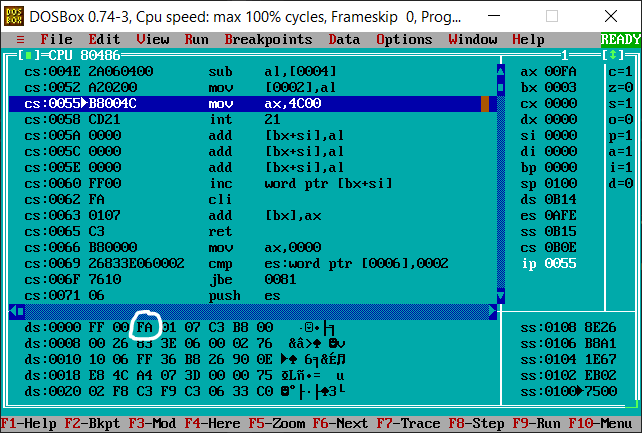 DOSBox 0.74-3, Cpu speed: max 100% cycles, Frameskip  0, Prog...
≡  File  Edit  View  Run  Breakpoints  Data  Options  Window  Help  READY
[■]=CPU 80486  1  [↕]
cs:004E 2A060400  sub  al,[0004]  ax 00FA  c=1
cs:0052 A20200  mov  [0002],al  bx 0003  z=0
cs:0055►B8004C  mov  ax,4C00  cx 0000  s=1
cs:0058 CD21  int  21  dx 0000  o=0
cs:005A 0000  add  [bx+si],al  si 0000  p=1
cs:005C 0000  add  [bx+si],al  di 0000  a=1
cs:005E 0000  add  [bx+si],al  bp 0000  i=1
cs:0060 FF00  inc  word ptr [bx+si]  sp 0100  d=0
cs:0062 FA  cli  ds 0B14
cs:0063 0107  add  [bx],ax  es 0AFE
cs:0065 C3  ret  ss 0B15
cs:0066 B80000  mov  ax,0000  cs 0B0E
cs:0069 26833E060002  cmp  es:word ptr [0006],0002  ip 0055
cs:006F 7610  jbe  0081
cs:0071 06  push  es
ds:0000 FF 00 FA 01 07 C3 B8 00  ss:0108 8E26
ds:0008 00 26 83 3E 06 00 02 76  ss:0106 B8A1
ds:0010 10 06 FF 36 B8 26 90 0E  ss:0104 1E67
ds:0018 E8 4C A4 07 3D 00 00 75  ss:0102 EB02
ds:0020 02 F8 C3 F9 C3 06 33 C0  ss:0100►7500
F1-Help F2-Bkpt F3-Mod F4-Here F5-Zoom F6-Next F7-Trace F8-Step F9-Run F10-Menu